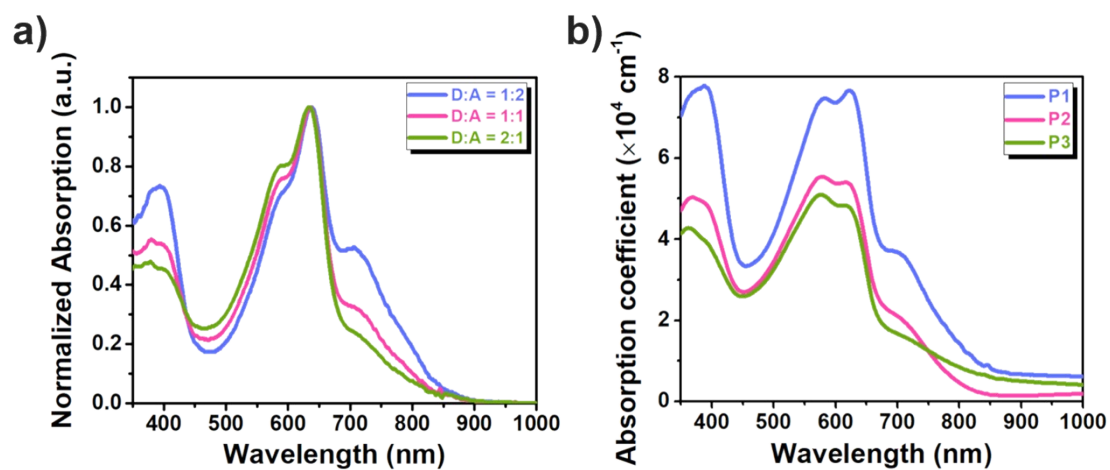 a)
Normalized Absorption (a.u.)
1.0
0.8
0.6
0.4
0.2
0.0
D:A = 1:2
D:A = 1:1
D:A = 2:1
400 500 600 700 800 900 1000
Wavelength (nm)
b)
Absorption coefficient (×10⁴ cm⁻¹)
8
6
4
2
0
P1
P2
P3
400 500 600 700 800 900 1000
Wavelength (nm)